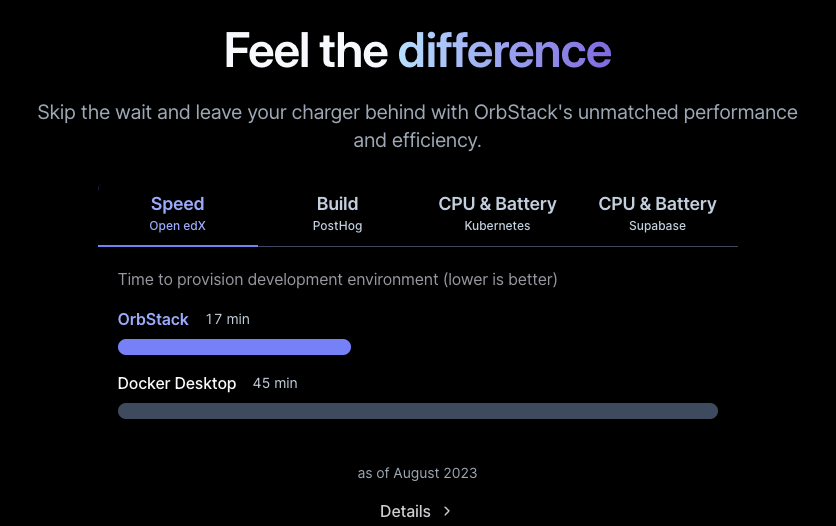 Feel the difference
Skip the wait and leave your charger behind with OrbStack's unmatched performance
and efficiency.
Speed
Open edX
Build
PostHog
CPU & Battery
Kubernetes
CPU & Battery
Supabase
Time to provision development environment (lower is better)
OrbStack 17 min
Docker Desktop 45 min
as of August 2023
Details